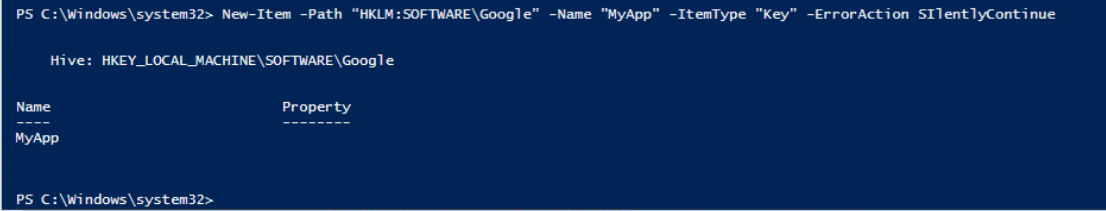 PS C:\Windows\system32> New-Item -Path “HKLM:SOFTWARE\Google" -Name "MyApp" -ItemType "Key" -ErrorAction SIlentlyContinue
Hive: HKEY_LOCAL_MACHINE\SOFTWARE\Google
Name                           Property
----                           --------
MyApp
PS C:\Windows\system32>